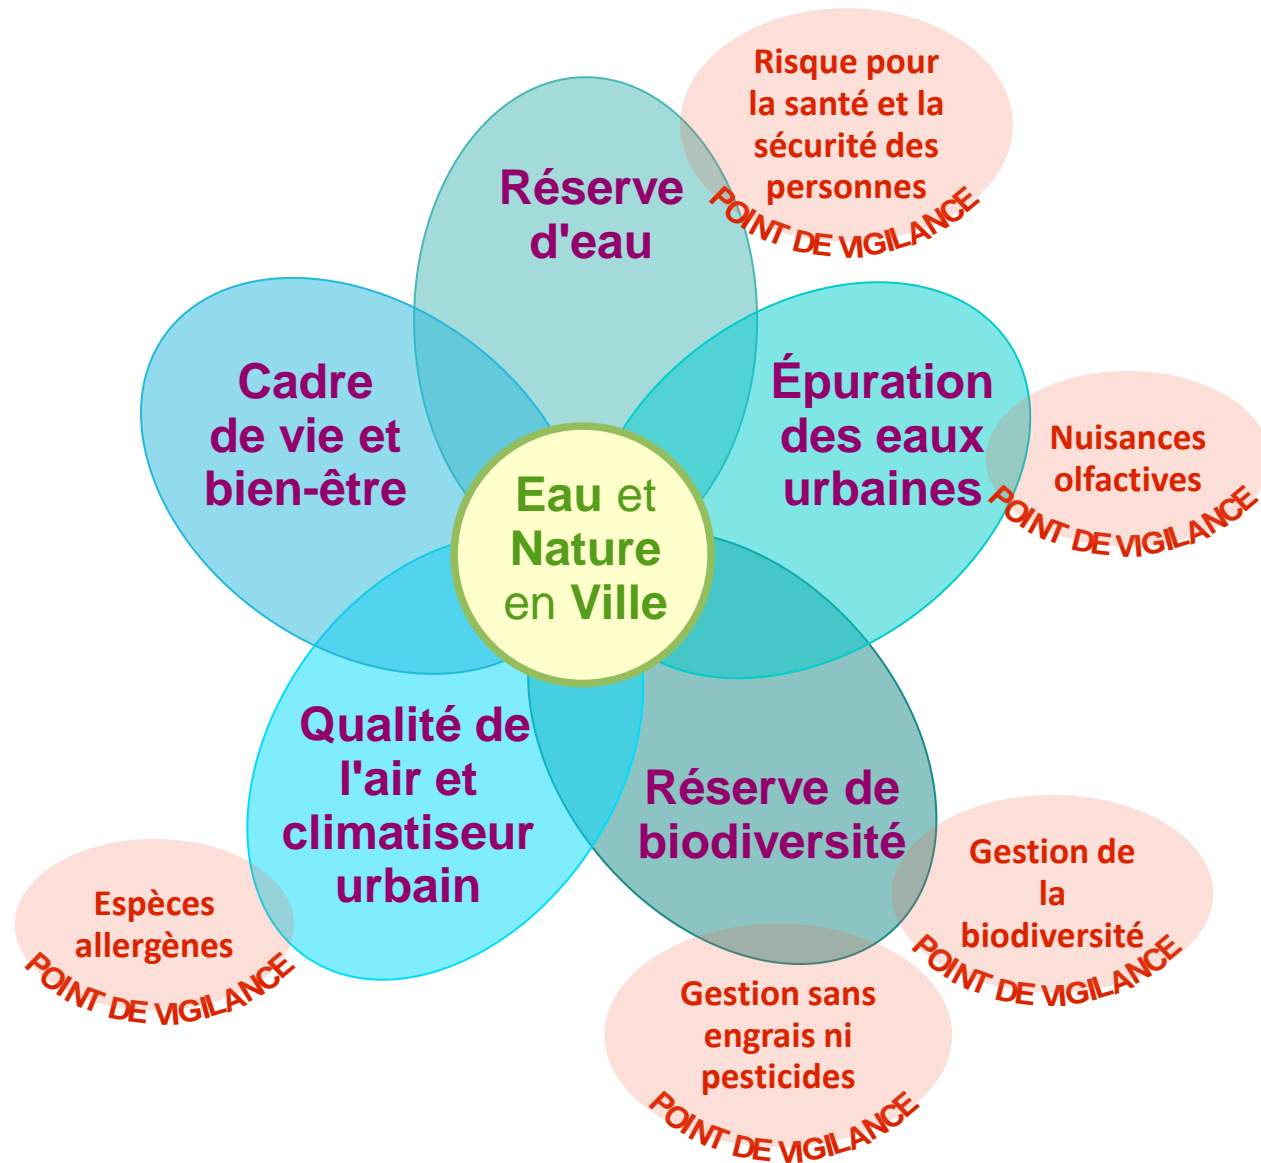 Risque pour
la santé et la
sécurité des
personnes
POINT DE VIGILANCE
Réserve
d'eau
Cadre
de vie et
bien-être
Épuration
des eaux
urbaines
Nuisances
olfactives
POINT DE VIGILANCE
Eau et
Nature
en Ville
Qualité de
l'air et
climatiseur
urbain
Réserve de
biodiversité
Espèces
allergènes
POINT DE VIGILANCE
Gestion de
la
biodiversité
POINT DE VIGILANCE
Gestion sans
engrais ni
pesticides
POINT DE VIGILANCE